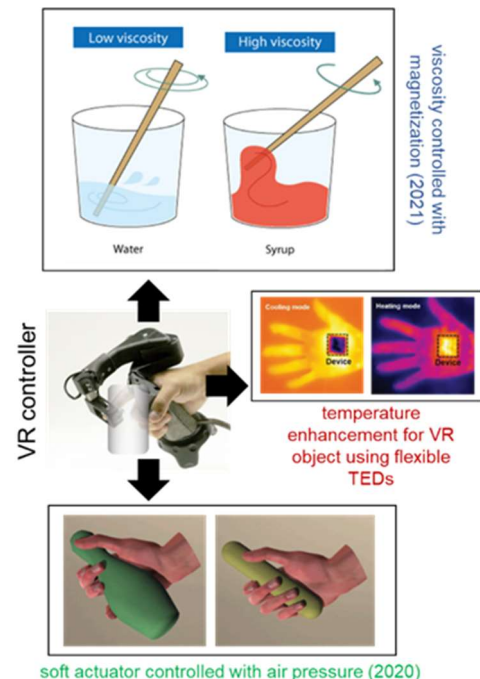 Low viscosity
High viscosity
Water
Syrup
viscosity controlled with
magnetization (2021)
VR controller
Cooling mode
Heating mode
Device
Device
temperature
enhancement for VR
object using flexible
TEDs
soft actuator controlled with air pressure (2020)